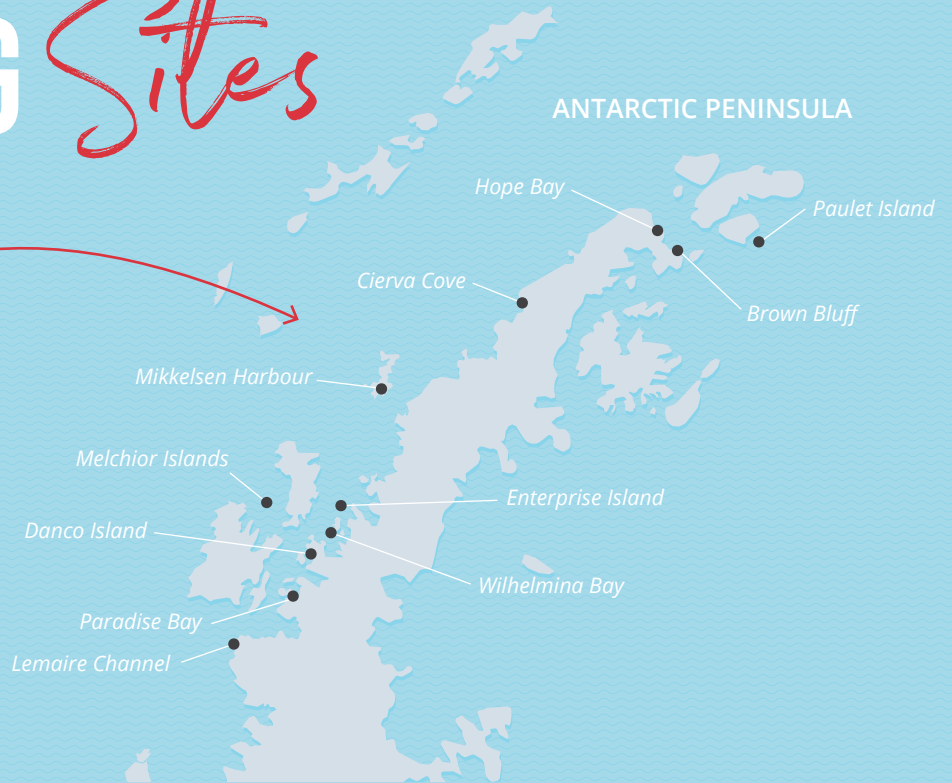 G Sites
ANTARCTIC PENINSULA
Hope Bay
Paulet Island
Cierva Cove
Brown Bluff
Mikkelsen Harbour
Melchior Islands
Enterprise Island
Danco Island
Wilhelmina Bay
Paradise Bay
Lemaire Channel